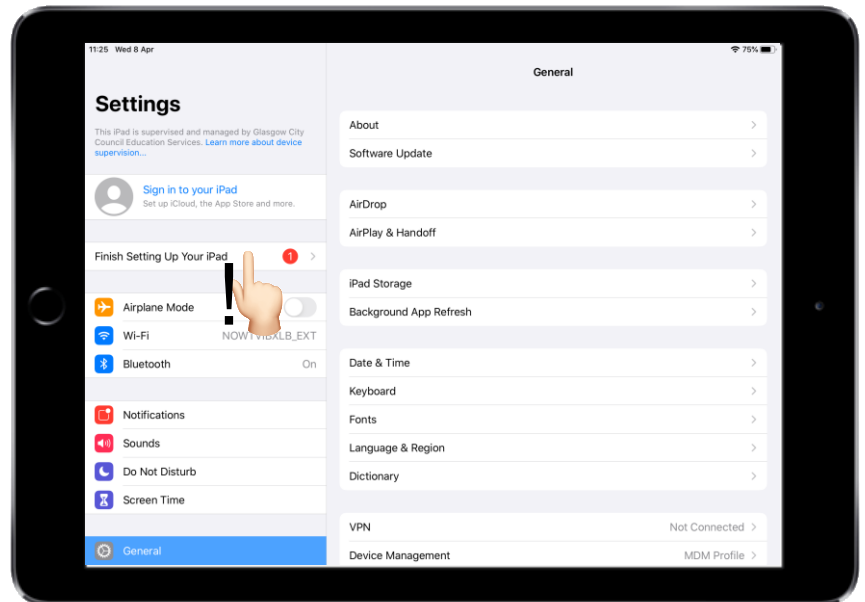 11:25 Wed 8 Apr
75%
Settings
This iPad is supervised and managed by Glasgow City
Council Education Services. Learn more about device
supervision...
Sign in to your iPad
Set up iCloud, the App Store and more.
Finish Setting Up Your iPad 1
!
Airplane Mode
Wi-Fi
Bluetooth On
Notifications
Sounds
Do Not Disturb
Screen Time
General
General
About
Software Update
AirDrop
AirPlay & Handoff
iPad Storage
Background App Refresh
Date & Time
Keyboard
Fonts
Language & Region
Dictionary
VPN Not Connected
Device Management MDM Profile